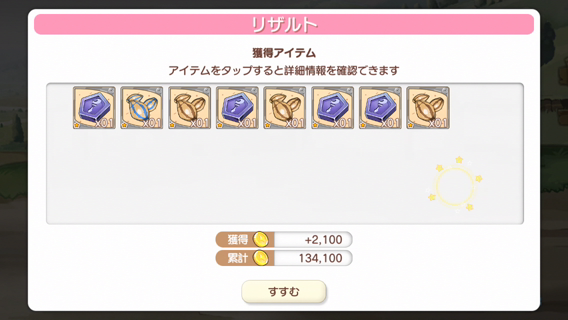 リザルト
獲得アイテム
アイテムをタップすると詳細情報を確認できます
x01 x01 x01 x01 x01 x01 x01 x01
獲得 +2,100
累計 134,100
すすむ